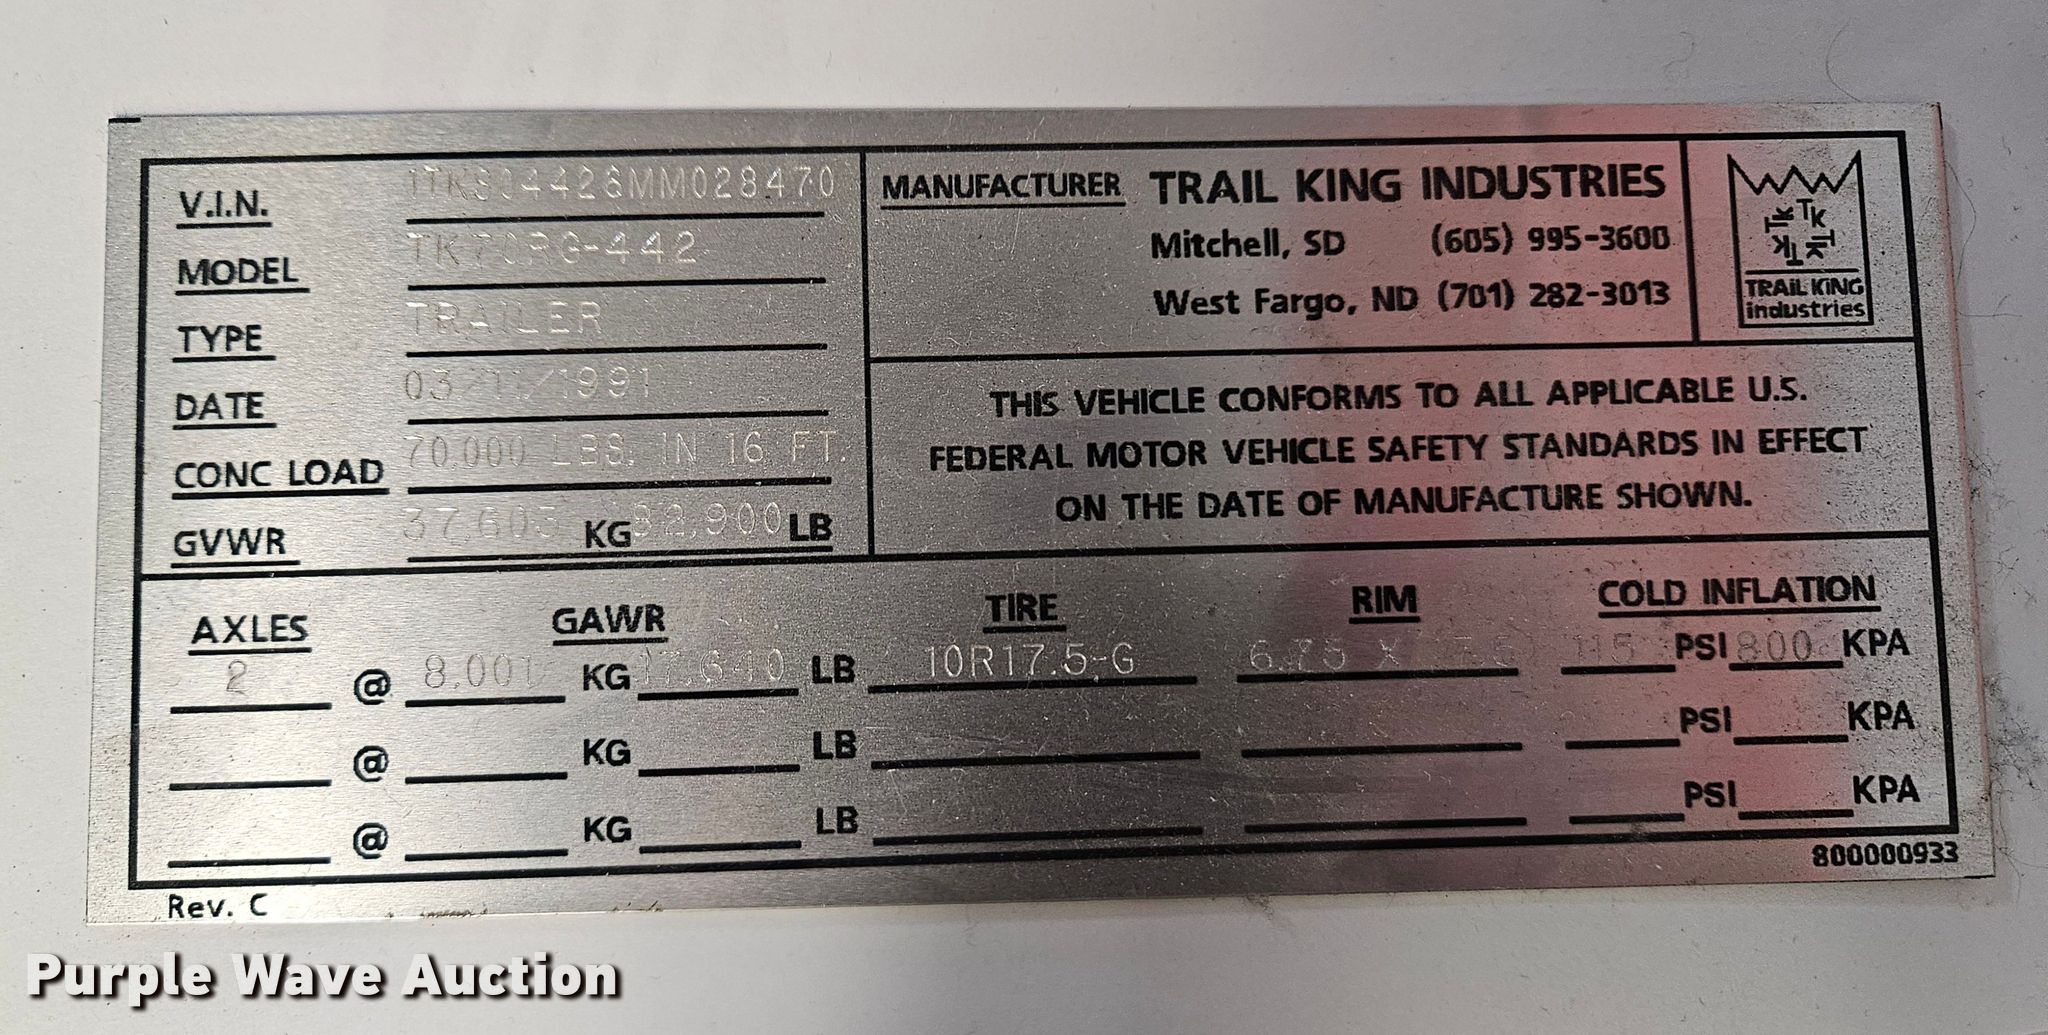 V.I.N. 1TKS04428MM028470
MODEL TK70RG-442
TYPE TRAILER
DATE 03/11/1991
CONC LOAD 70,000 LBS. IN 16 FT.
GVWR 37,603 KG 82,900 LB
MANUFACTURER TRAIL KING INDUSTRIES
Mitchell, SD (605) 995-3600
West Fargo, ND (701) 282-3013
TK TK TK TK
TRAIL KING
industries
THIS VEHICLE CONFORMS TO ALL APPLICABLE U.S.
FEDERAL MOTOR VEHICLE SAFETY STANDARDS IN EFFECT
ON THE DATE OF MANUFACTURE SHOWN.
AXLES GAWR TIRE RIM COLD INFLATION
2 @ 8,001 KG 17,640 LB 10R17.5-G 6.75 X 115 PSI 800 KPA
@ KG LB PSI KPA
@ KG LB PSI KPA
800000933
Rev. C
Purple Wave Auction